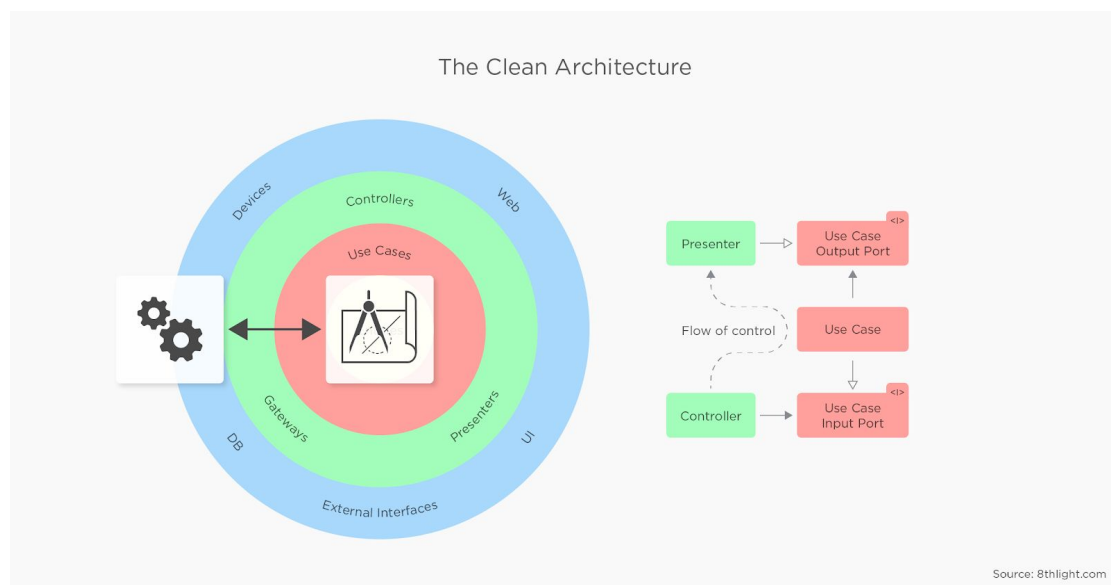 The Clean Architecture
Devices
Controllers
Web
Use Cases
Gateways
Presenters
DB
UI
External Interfaces
Presenter
<I>
Use Case
Output Port
Flow of control
Use Case
Controller
<I>
Use Case
Input Port
Source: 8thlight.com